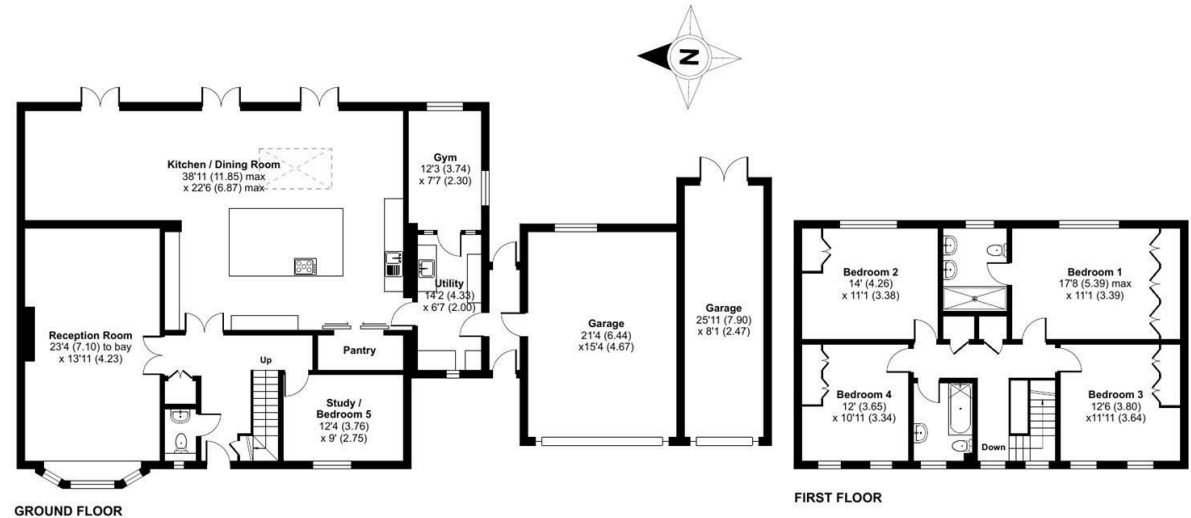 N
Kitchen / Dining Room
38'11 (11.85) max
x 22'6 (6.87) max
Gym
12'3 (3.74)
x 7'7 (2.30)
Utility
14'2 (4.33)
x 6'7 (2.00)
Reception Room
23'4 (7.10) to bay
x 13'11 (4.23)
Pantry
Up
Study /
Bedroom 5
12'4 (3.76)
x 9' (2.75)
Garage
21'4 (6.44)
x15'4 (4.67)
Garage
25'11 (7.90)
x 8'1 (2.47)
GROUND FLOOR
Bedroom 2
14' (4.26)
x 11'1 (3.38)
Bedroom 1
17'8 (5.39) max
x 11'1 (3.39)
Bedroom 4
12' (3.65)
x 10'11 (3.34)
Down
Bedroom 3
12'6 (3.80)
x11'11 (3.64)
FIRST FLOOR